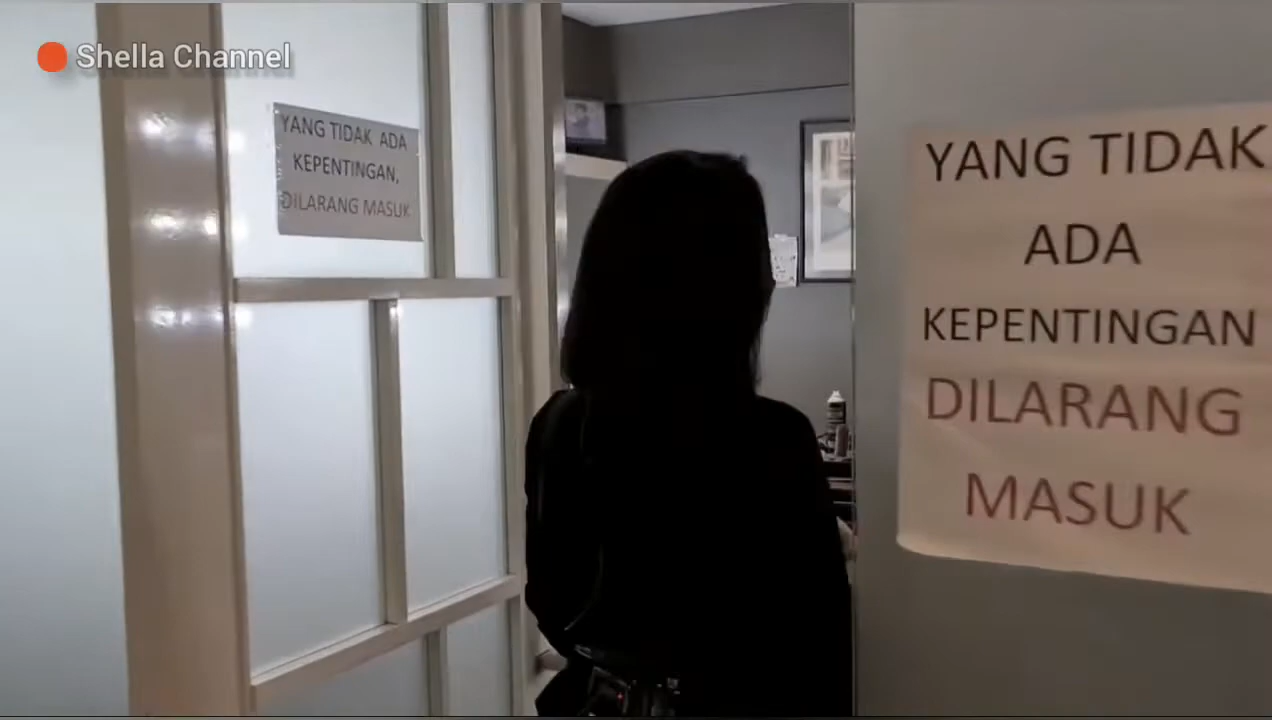 Shella Channel
YANG TIDAK ADA
KEPENTINGAN,
DILARANG MASUK
YANG TIDAK
ADA
KEPENTINGAN
DILARANG
MASUK